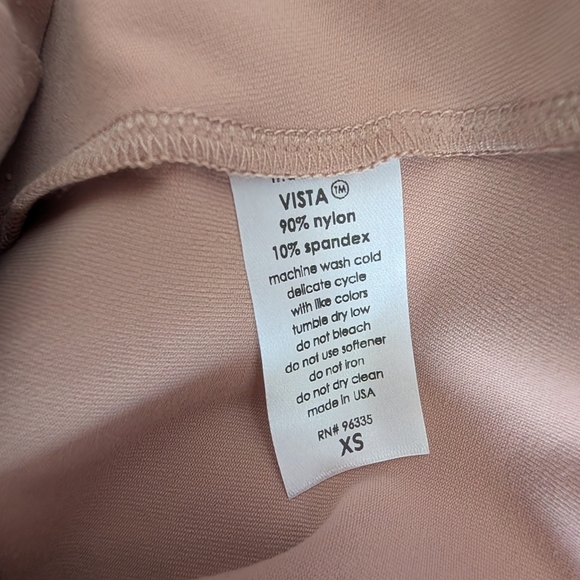 VISTA™
90% nylon
10% spandex
machine wash cold
delicate cycle
with like colors
tumble dry low
do not bleach
do not use softener
do not iron
do not dry clean
made in USA
RN# 96335
XS